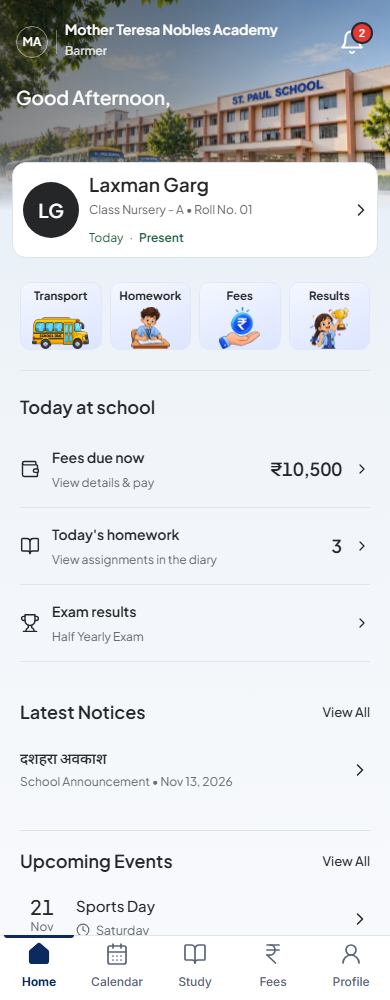 MA
Mother Teresa Nobles Academy
Barmer
2
Good Afternoon,
ST. PAUL SCHOOL
LG
Laxman Garg
Class Nursery - A • Roll No. 01
Today · Present
Transport
Homework
Fees
Results
SCHOOL BUS
Today at school
Fees due now
₹10,500
View details & pay
Today's homework
3
View assignments in the diary
Exam results
Half Yearly Exam
Latest Notices
View All
दशहरा अवकाश
School Announcement • Nov 13, 2026
Upcoming Events
View All
21
Nov
Sports Day
Saturday
Home
Calendar
Study
Fees
Profile